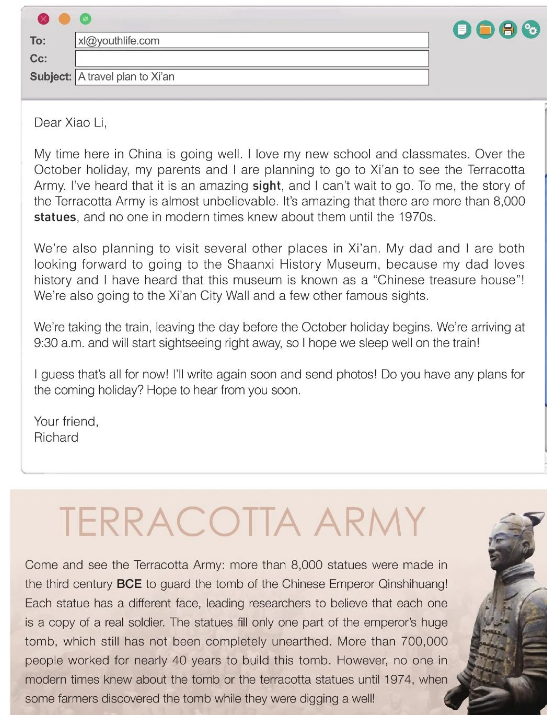 To: xl@youthlife.com
Cc:
Subject: A travel plan to Xi'an
Dear Xiao Li,
My time here in China is going well. I love my new school and classmates. Over the
October holiday, my parents and I are planning to go to Xi'an to see the Terracotta
Army. I've heard that it is an amazing sight, and I can't wait to go. To me, the story of
the Terracotta Army is almost unbelievable. It's amazing that there are more than 8,000
statues, and no one in modern times knew about them until the 1970s.
We're also planning to visit several other places in Xi'an. My dad and I are both
looking forward to going to the Shaanxi History Museum, because my dad loves
history and I have heard that this museum is known as a "Chinese treasure house"!
We're also going to the Xi'an City Wall and a few other famous sights.
We're taking the train, leaving the day before the October holiday begins. We're arriving at
9:30 a.m. and will start sightseeing right away, so I hope we sleep well on the train!
I guess that's all for now! I'll write again soon and send photos! Do you have any plans for
the coming holiday? Hope to hear from you soon.
Your friend,
Richard
TERRACOTTA ARMY
Come and see the Terracotta Army: more than 8,000 statues were made in
the third century BCE to guard the tomb of the Chinese Emperor Qinshihuang!
Each statue has a different face, leading researchers to believe that each one
is a copy of a real soldier. The statues fill only one part of the emperor's huge
tomb, which still has not been completely unearthed. More than 700,000
people worked for nearly 40 years to build this tomb. However, no one in
modern times knew about the tomb or the terracotta statues until 1974, when
some farmers discovered the tomb while they were digging a well!